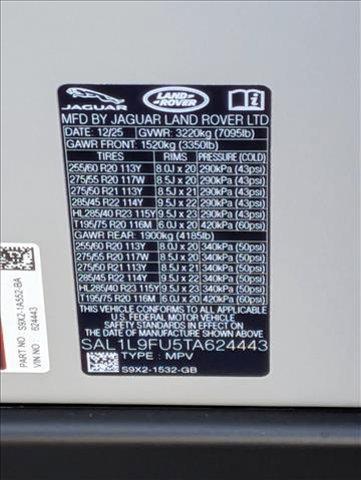 JAGUAR LAND ROVER
MFD BY JAGUAR LAND ROVER LTD
DATE: 12/25 GVWR: 3220kg (7095lb)
GAWR FRONT: 1520kg (3350lb)
TIRES RIMS PRESSURE (COLD)
255/60 R20 113Y 8.0J x 20 290kPa (43psi)
275/55 R20 117W 8.5J x 20 290kPa (43psi)
275/50 R21 113Y 8.5J x 21 290kPa (43psi)
285/45 R22 114Y 9.5J x 22 290kPa (43psi)
HL285/40 R23 115Y 9.5J x 23 290kPa (43psi)
T195/75 R20 116M 6.0J x 20 420kPa (60psi)
GAWR REAR: 1900kg (4185lb)
255/60 R20 113Y 8.0J x 20 340kPa (50psi)
275/55 R20 117W 8.5J x 20 340kPa (50psi)
275/50 R21 113Y 8.5J x 21 340kPa (50psi)
285/45 R22 114Y 9.5J x 22 340kPa (50psi)
HL285/40 R23 115Y 9.5J x 23 340kPa (50psi)
T195/75 R20 116M 6.0J x 20 420kPa (60psi)
THIS VEHICLE CONFORMS TO ALL APPLICABLE
U.S. FEDERAL MOTOR VEHICLE
SAFETY STANDARDS IN EFFECT ON
THE DATE OF MANUFACTURE SHOWN ABOVE.
SAL1L9FU5TA624443
TYPE: MPV
S9X2-1532-GB
PART NO S9X2-1A552-BA
VIN NO: 624443